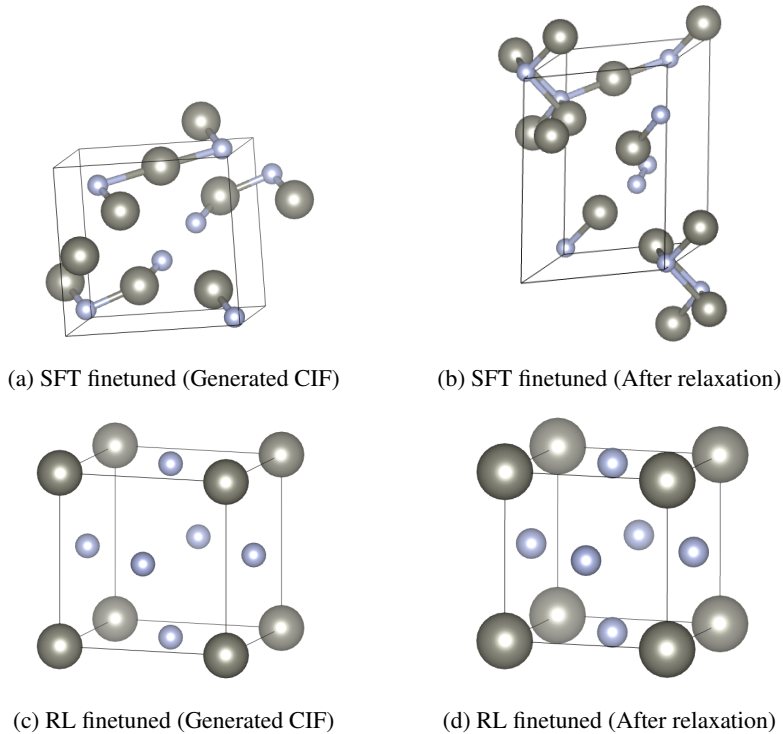 (a) SFT finetuned (Generated CIF)
(b) SFT finetuned (After relaxation)
(c) RL finetuned (Generated CIF)
(d) RL finetuned (After relaxation)